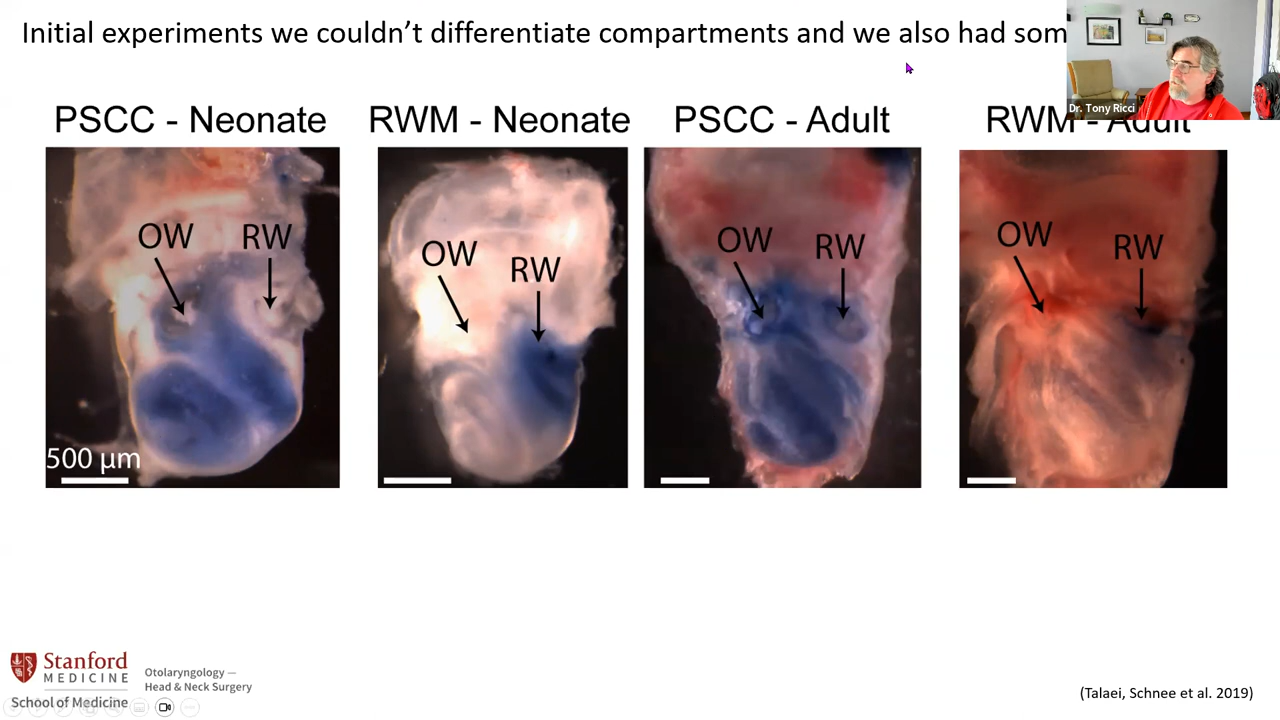 Initial experiments we couldn’t differentiate compartments and we also had som
Dr. Tony Ricci
PSCC - Neonate
RWM - Neonate
PSCC - Adult
RWM - Adult
OW
RW
500 µm
OW
RW
OW
RW
OW
RW
Stanford
MEDICINE
School of Medicine
Otolaryngology —
Head & Neck Surgery
(Talaei, Schnee et al. 2019)